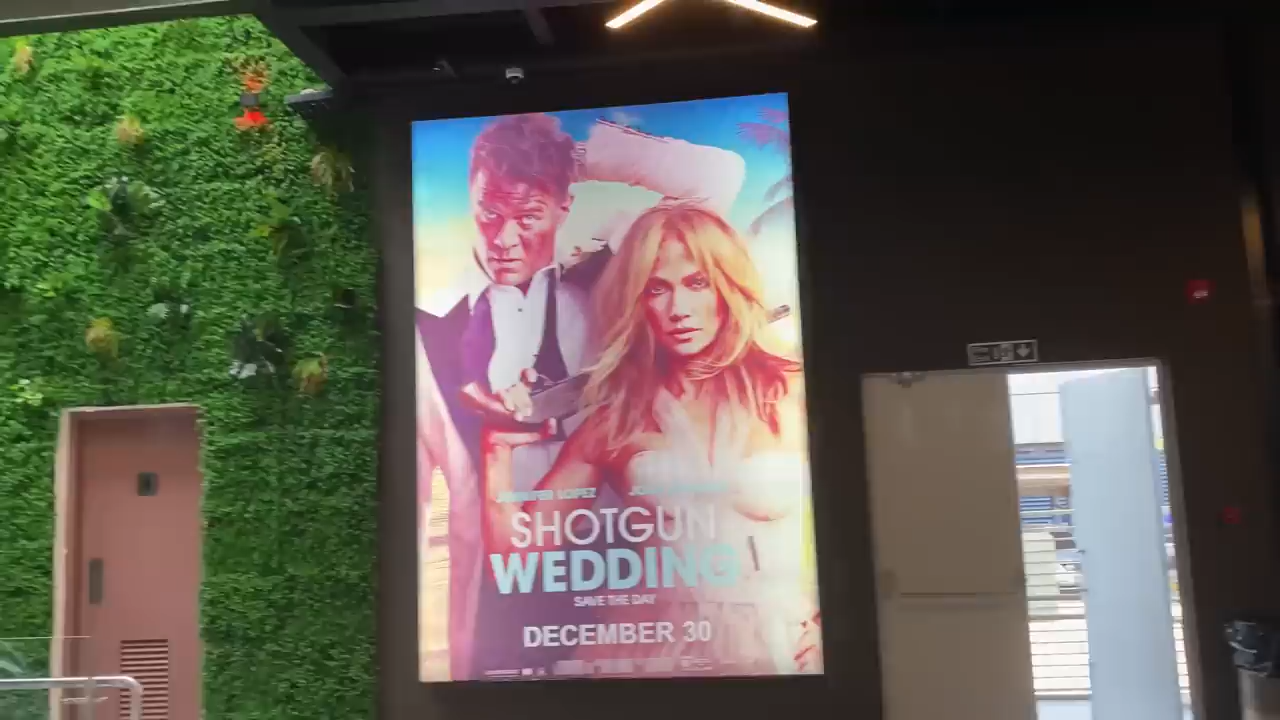 JENNIFER LOPEZ
SHOTGUN
WEDDING
SAVE THE DAY
DECEMBER 30